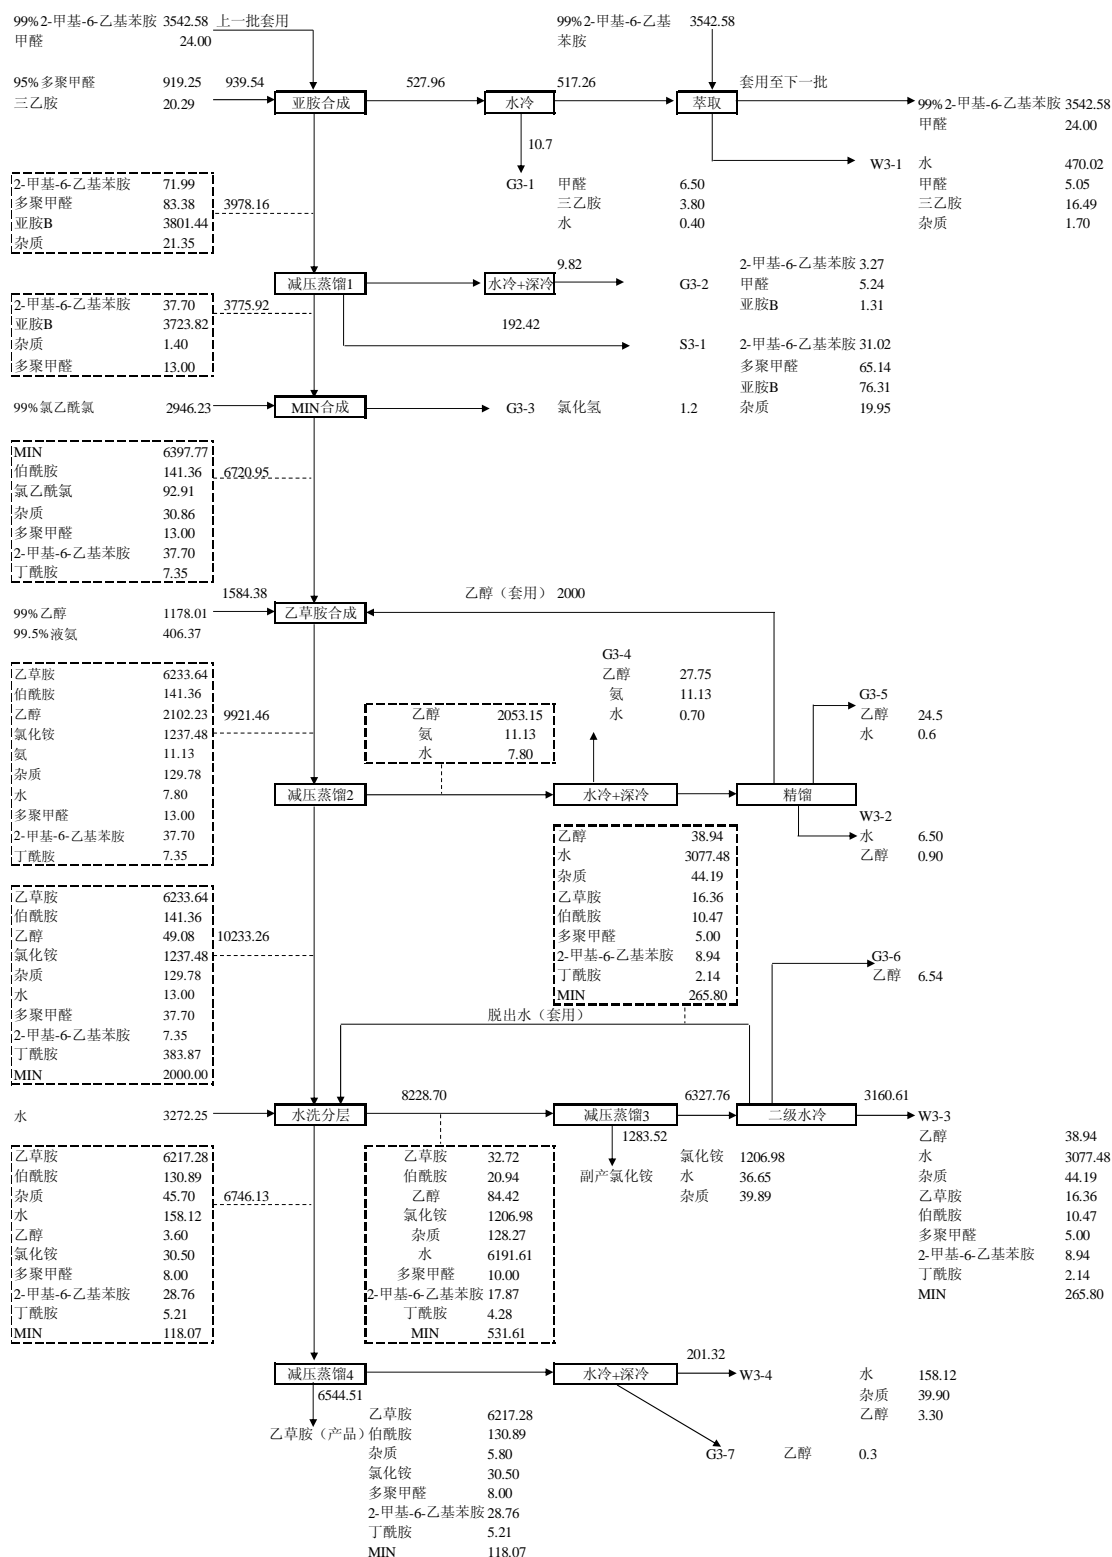 99%2-甲基-6-乙基苯胺 3542.58 上一批套用
甲醛 24.00
99%2-甲基-6-乙基 3542.58
苯胺
95%多聚甲醛 919.25 939.54
三乙胺 20.29
亚胺合成
527.96
水冷
517.26
萃取
套用至下一批
99%2-甲基-6-乙基苯胺 3542.58
甲醛 24.00
10.7
W3-1 水 470.02
甲醛 5.05
三乙胺 16.49
杂质 1.70
G3-1 甲醛 6.50
三乙胺 3.80
水 0.40
2-甲基-6-乙基苯胺 71.99
多聚甲醛 83.38
亚胺B 3801.44
杂质 21.35
3978.16
减压蒸馏1
水冷+深冷
9.82
G3-2
2-甲基-6-乙基苯胺 3.27
甲醛 5.24
亚胺B 1.31
2-甲基-6-乙基苯胺 37.70
亚胺B 3723.82
杂质 1.40
多聚甲醛 13.00
3775.92
192.42
S3-1
2-甲基-6-乙基苯胺 31.02
多聚甲醛 65.14
亚胺B 76.31
杂质 19.95
99%氯乙酰氯 2946.23
MIN合成
G3-3 氯化氢 1.2
MIN 6397.77
伯酰胺 141.36
氯乙酰氯 92.91
杂质 30.86
多聚甲醛 13.00
2-甲基-6-乙基苯胺 37.70
丁酰胺 7.35
6720.95
1584.38
99%乙醇 1178.01
99.5%液氨 406.37
乙草胺合成
乙醇（套用） 2000
乙草胺 6233.64
伯酰胺 141.36
乙醇 2102.23
氯化铵 1237.48
氨 11.13
杂质 129.78
水 7.80
多聚甲醛 13.00
2-甲基-6-乙基苯胺 37.70
丁酰胺 7.35
9921.46
乙醇 2053.15
氨 11.13
水 7.80
G3-4
乙醇 27.75
氨 11.13
水 0.70
G3-5
乙醇 24.5
水 0.6
减压蒸馏2
水冷+深冷
精馏
W3-2
水 6.50
乙醇 0.90
乙醇 38.94
水 3077.48
杂质 44.19
乙草胺 16.36
伯酰胺 10.47
多聚甲醛 5.00
2-甲基-6-乙基苯胺 8.94
丁酰胺 2.14
MIN 265.80
乙草胺 6233.64
伯酰胺 141.36
乙醇 49.08
氯化铵 1237.48
杂质 129.78
水 13.00
多聚甲醛 37.70
2-甲基-6-乙基苯胺 7.35
丁酰胺 383.87
MIN 2000.00
10233.26
G3-6
乙醇 6.54
脱出水（套用）
水 3272.25
水洗分层
8228.70
减压蒸馏3
6327.76
二级水冷
3160.61
W3-3
乙醇 38.94
水 3077.48
杂质 44.19
乙草胺 16.36
伯酰胺 10.47
多聚甲醛 5.00
2-甲基-6-乙基苯胺 8.94
丁酰胺 2.14
MIN 265.80
1283.52
副产氯化铵
氯化铵 1206.98
水 36.65
杂质 39.89
乙草胺 6217.28
伯酰胺 130.89
杂质 45.70
水 158.12
乙醇 3.60
氯化铵 30.50
多聚甲醛 8.00
2-甲基-6-乙基苯胺 28.76
丁酰胺 5.21
MIN 118.07
6746.13
乙草胺 32.72
伯酰胺 20.94
乙醇 84.42
氯化铵 1206.98
杂质 128.27
水 6191.61
多聚甲醛 10.00
2-甲基-6-乙基苯胺 17.87
丁酰胺 4.28
MIN 531.61
减压蒸馏4
水冷+深冷
201.32
W3-4 水 158.12
杂质 39.90
乙醇 3.30
G3-7 乙醇 0.3
6544.51
乙草胺（产品）
乙草胺 6217.28
伯酰胺 130.89
杂质 5.80
氯化铵 30.50
多聚甲醛 8.00
2-甲基-6-乙基苯胺 28.76
丁酰胺 5.21
MIN 118.07